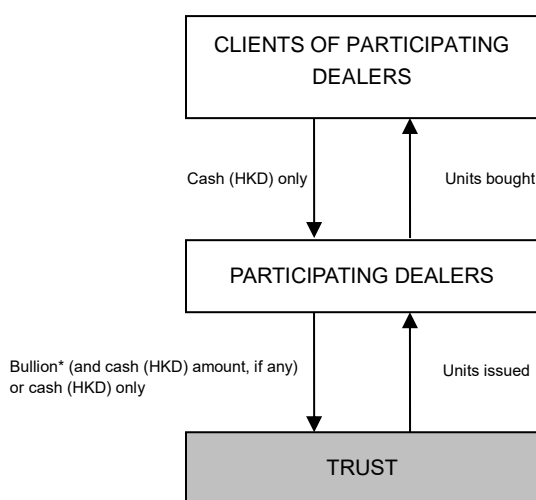 CLIENTS OF PARTICIPATING
DEALERS
Cash (HKD) only
Units bought
PARTICIPATING DEALERS
Bullion* (and cash (HKD) amount, if any)
or cash (HKD) only
Units issued
TRUST